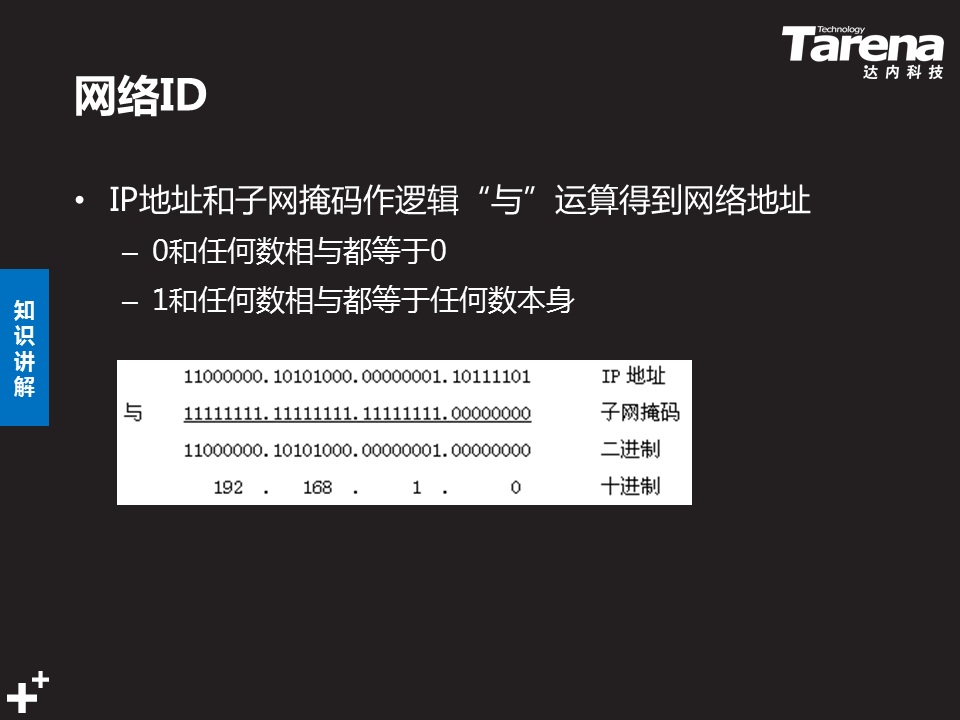 Technology
Tarena
达内科技
网络ID
• IP地址和子网掩码作逻辑“与”运算得到网络地址
– 0和任何数相与都等于0
– 1和任何数相与都等于任何数本身
知识讲解
11000000.10101000.00000001.10111101 IP 地址
与 11111111.11111111.11111111.00000000 子网掩码
11000000.10101000.00000001.00000000 二进制
192 . 168 . 1 . 0 十进制